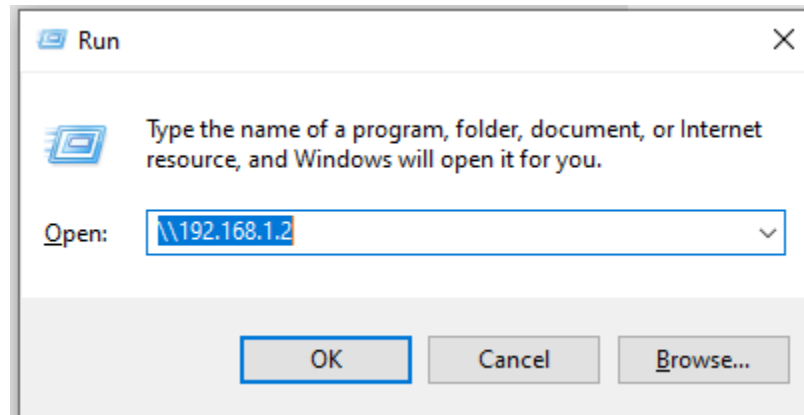 Run
Type the name of a program, folder, document, or Internet
resource, and Windows will open it for you.
Open: \\192.168.1.2
OK Cancel Browse...